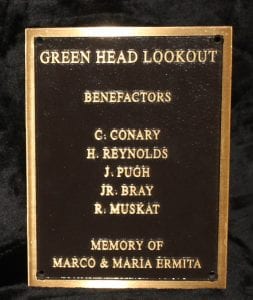 GREEN HEAD LOOKOUT
BENEFACTORS
C. CONARY
H. REYNOLDS
J. PUGH
JR. BRAY
R. MUSKAT
MEMORY OF
MARCO & MARIA ERMITA